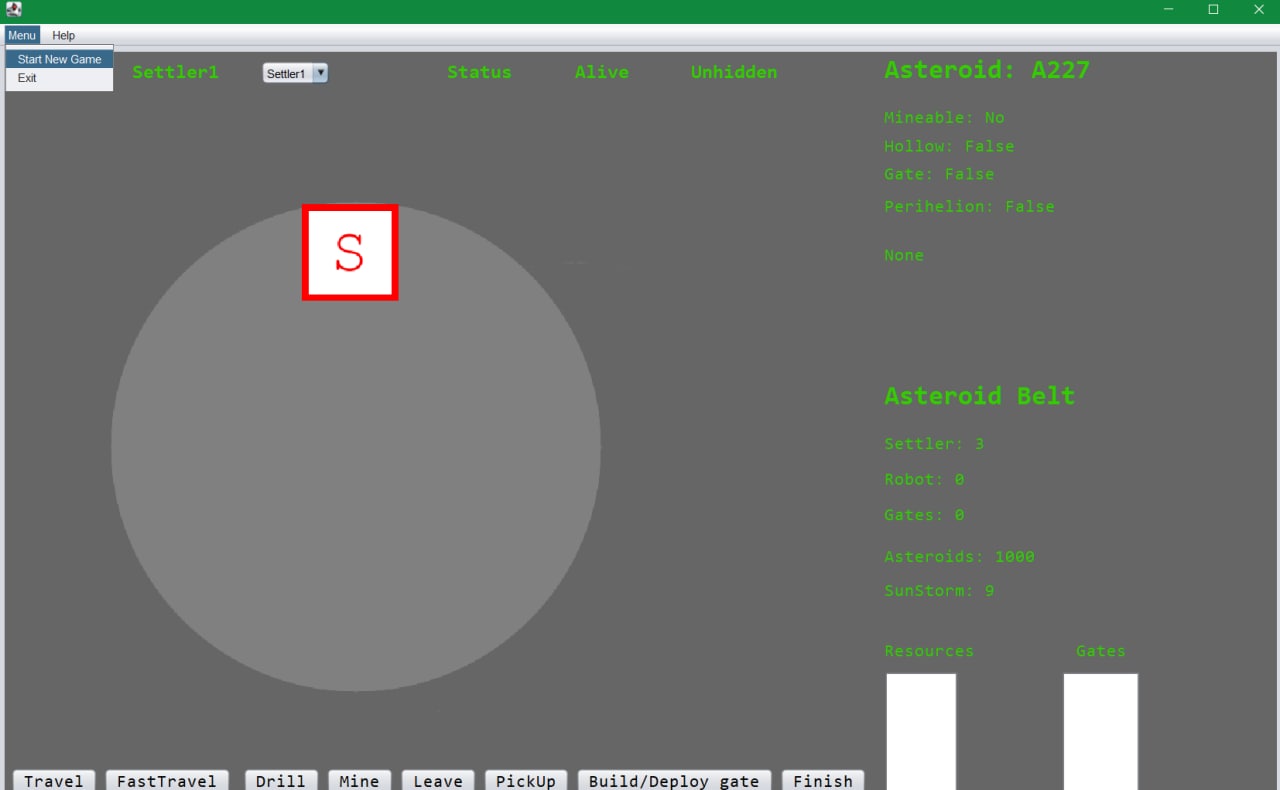 Menu Help
Start New Game
Exit
Settler1 Settler1 Status Alive Unhidden
Asteroid: A227
Mineable: No
Hollow: False
Gate: False
Perihelion: False
None
S
Asteroid Belt
Settler: 3
Robot: 0
Gates: 0
Asteroids: 1000
SunStorm: 9
Resources Gates
Travel FastTravel Drill Mine Leave PickUp Build/Deploy gate Finish